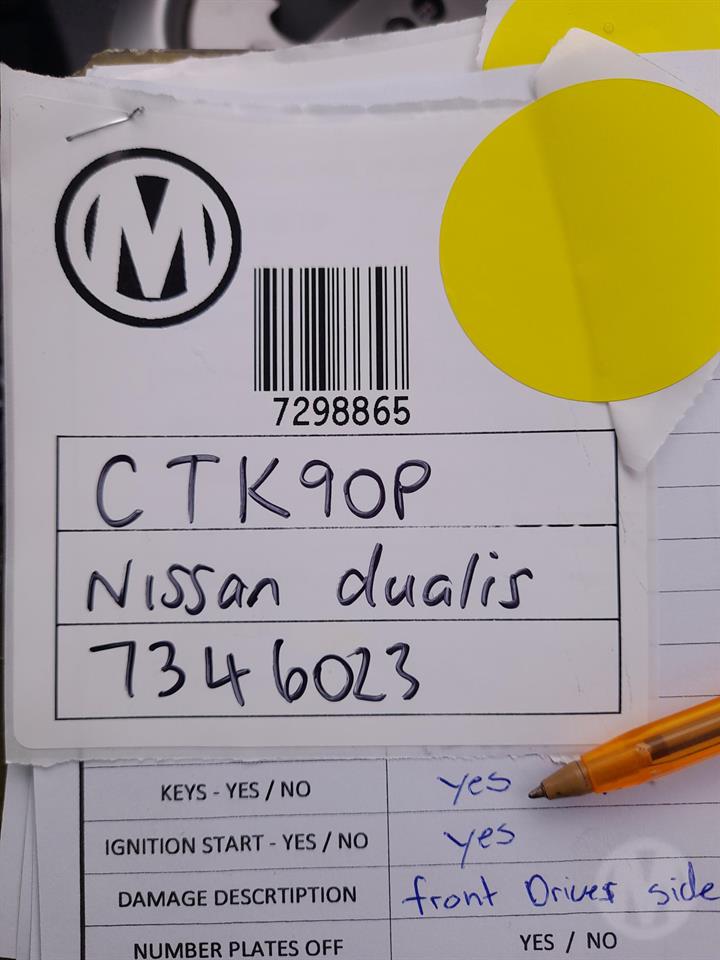 M
7298865
CTK90P
Nissan dualis
7346023
KEYS - YES / NO yes
IGNITION START - YES / NO yes
DAMAGE DESCRTIPTION front Driver side
NUMBER PLATES OFF YES / NO
M